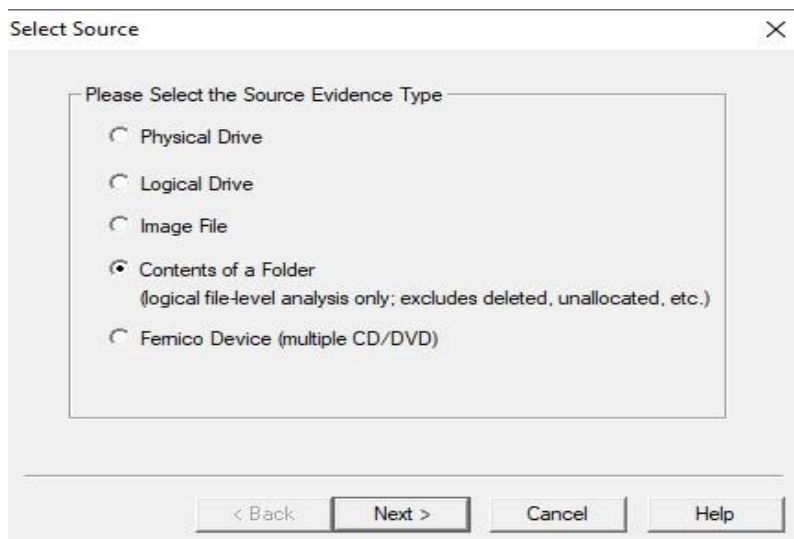 Select Source
Please Select the Source Evidence Type
Physical Drive
Logical Drive
Image File
Contents of a Folder
(logical file-level analysis only; excludes deleted, unallocated, etc.)
Fernico Device (multiple CD/DVD)
< Back
Next >
Cancel
Help